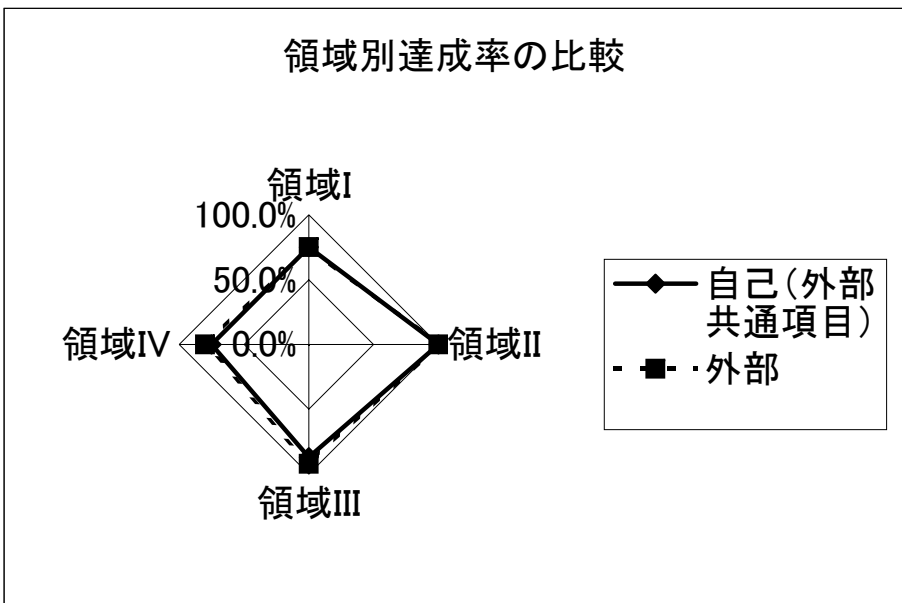 領域別達成率の比較
領域I
100.0%
50.0%
領域IV
0.0%
領域II
領域III
自己(外部
共通項目)
外部